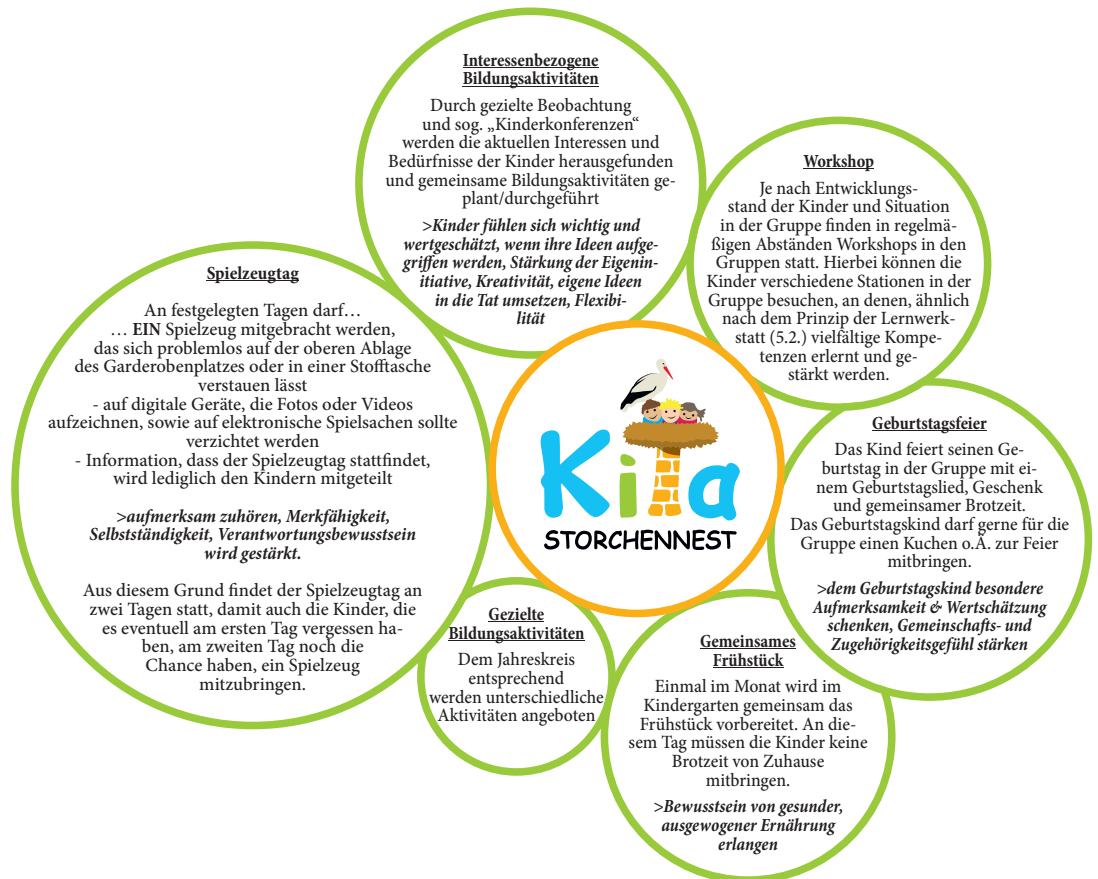 Interessenbezogene
Bildungsaktivitäten
Durch gezielte Beobachtung
und sog. „Kinderkonferenzen“
werden die aktuellen Interessen und
Bedürfnisse der Kinder herausgefunden
und gemeinsame Bildungsaktivitäten ge-
plant/durchgeführt
>Kinder fühlen sich wichtig und
wertgeschätzt, wenn ihre Ideen aufge-
griffen werden, Stärkung der Eigenin-
itiative, Kreativität, eigene Ideen
in die Tat umsetzen, Flexibi-
lität
Workshop
Je nach Entwicklungs-
stand der Kinder und Situation
in der Gruppe finden in regelmä-
ßigen Abständen Workshops in den
Gruppen statt. Hierbei können die
Kinder verschiedene Stationen in der
Gruppe besuchen, an denen, ähnlich
nach dem Prinzip der Lernwerk-
statt (5.2.) vielfältige Kompe-
tenzen erlernt und ge-
stärkt werden.
Spielzeugtag
An festgelegten Tagen darf…
… EIN Spielzeug mitgebracht werden,
das sich problemlos auf der oberen Ablage
des Garderobenplatzes oder in einer Stofftasche
verstauen lässt
- auf digitale Geräte, die Fotos oder Videos
aufzeichnen, sowie auf elektronische Spielsachen sollte
verzichtet werden
- Information, dass der Spielzeugtag stattfindet,
wird lediglich den Kindern mitgeteilt
>aufmerksam zuhören, Merkfähigkeit,
Selbstständigkeit, Verantwortungsbewusstsein
wird gestärkt.
Aus diesem Grund findet der Spielzeugtag an
zwei Tagen statt, damit auch die Kinder, die
es eventuell am ersten Tag vergessen ha-
ben, am zweiten Tag noch die
Chance haben, ein Spielzeug
mitzubringen.
Kita
STORCHENNEST
Geburtstagsfeier
Das Kind feiert seinen Ge-
burtstag in der Gruppe mit ei-
nem Geburtstagslied, Geschenk
und gemeinsamer Brotzeit.
Das Geburtstagskind darf gerne für die
Gruppe einen Kuchen o.Ä. zur Feier
mitbringen.
>dem Geburtstagskind besondere
Aufmerksamkeit & Wertschätzung
schenken, Gemeinschafts- und
Zugehörigkeitsgefühl stärken
Gezielte
Bildungsaktivitäten
Dem Jahreskreis
entsprechend
werden unterschiedliche
Aktivitäten angeboten
Gemeinsames
Frühstück
Einmal im Monat wird im
Kindergarten gemeinsam das
Frühstück vorbereitet. An die-
sem Tag müssen die Kinder keine
Brotzeit von Zuhause
mitbringen.
>Bewusstsein von gesunder,
ausgewogener Ernährung
erlangen